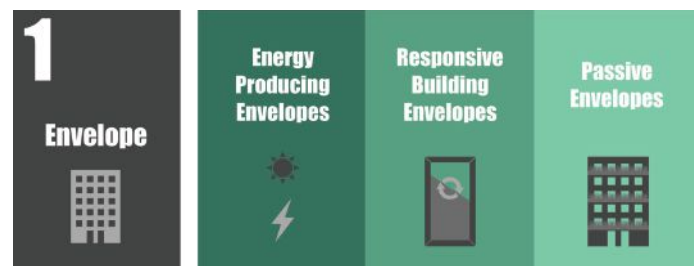 1
Envelope
Energy
Producing
Envelopes
Responsive
Building
Envelopes
Passive
Envelopes